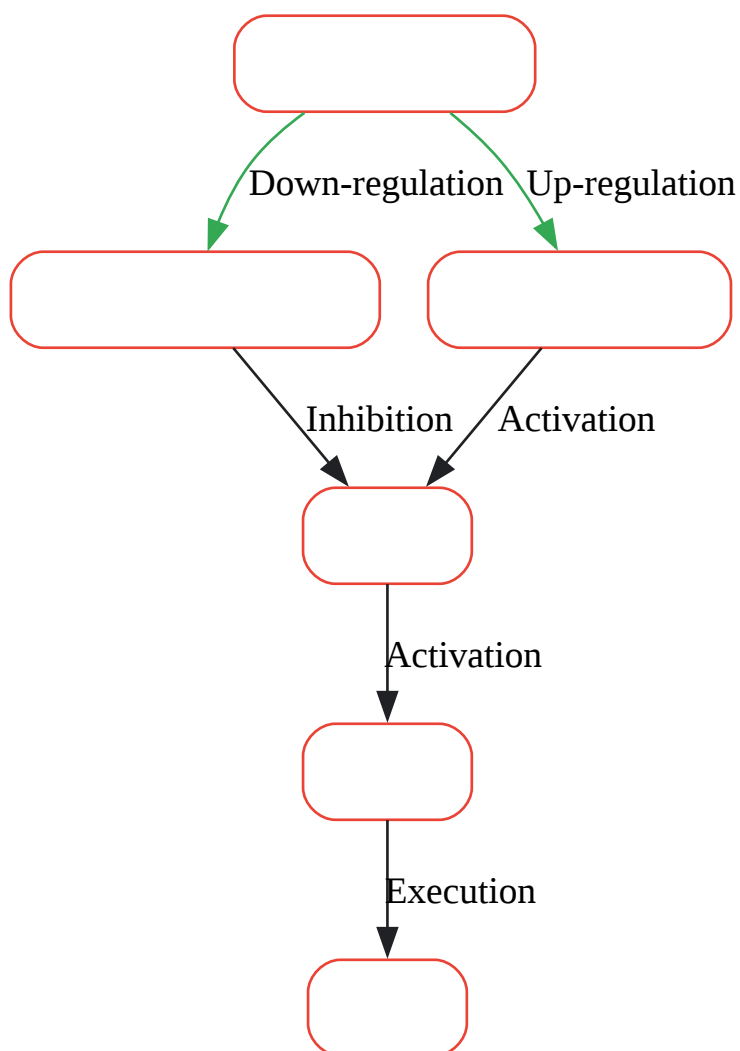 Down-regulation
Up-regulation
Inhibition
Activation
Activation
Execution